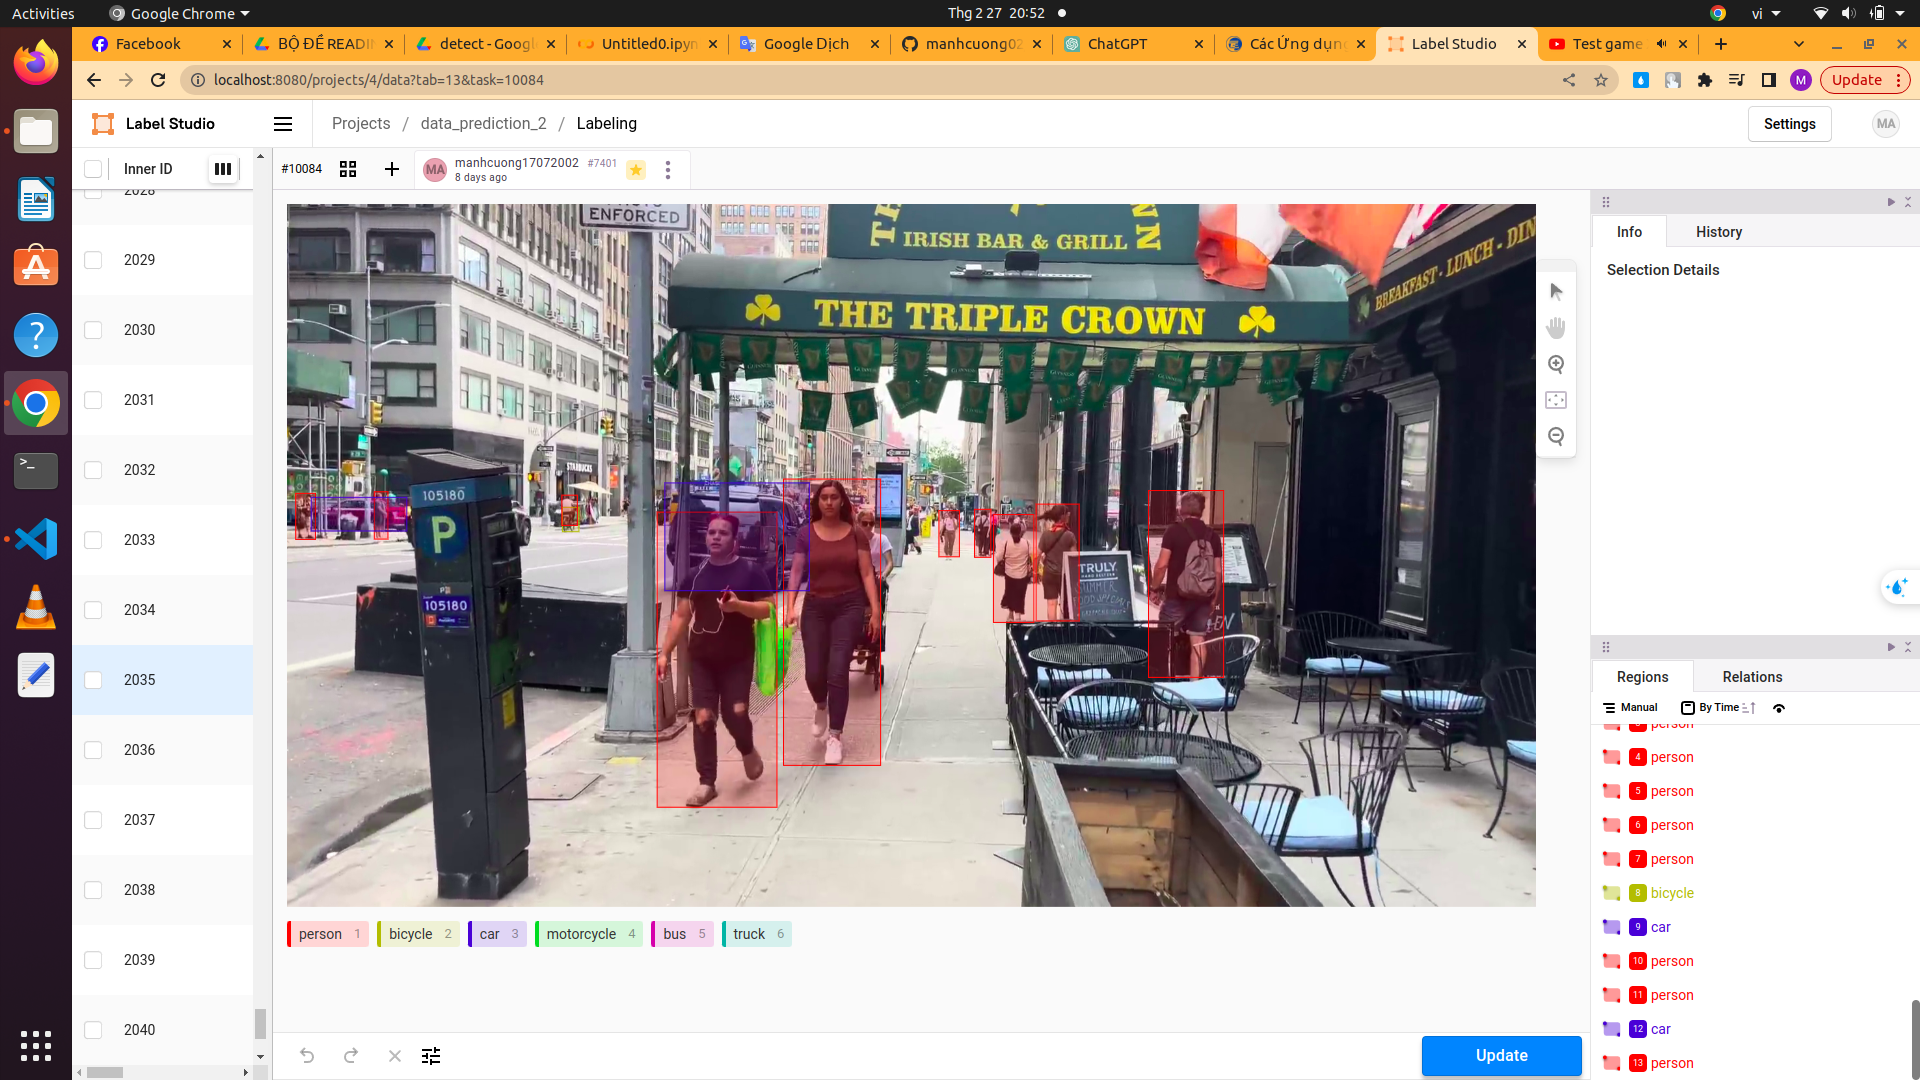 Activities
Google Chrome
Thg 2 27 20:52
vi
Facebook
BỘ ĐỀ READI
detect - Googl
Untitled0.ipyn
Google Dịch
manhcuong02
ChatGPT
Các Ứng dụn
Label Studio
Test game
localhost:8080/projects/4/data?tab=13&task=10084
M
Update
Label Studio
Projects / data_prediction_2 / Labeling
Settings
MA
Inner ID
2028
2029
2030
2031
2032
2033
2034
2035
2036
2037
2038
2039
2040
#10084
MA
manhcuong17072002 #7401
8 days ago
ENFORCED
IRISH BAR & GRILL
THE TRIPLE CROWN
BREAKFAST · LUNCH - DIN
STARBUCKS
105180
P
105180
TRULY
SUMMER
person 1
bicycle 2
car 3
motorcycle 4
bus 5
truck 6
Update
Info
History
Selection Details
Regions
Relations
Manual
By Time
person
4 person
5 person
6 person
7 person
8 bicycle
9 car
10 person
11 person
12 car
13 person